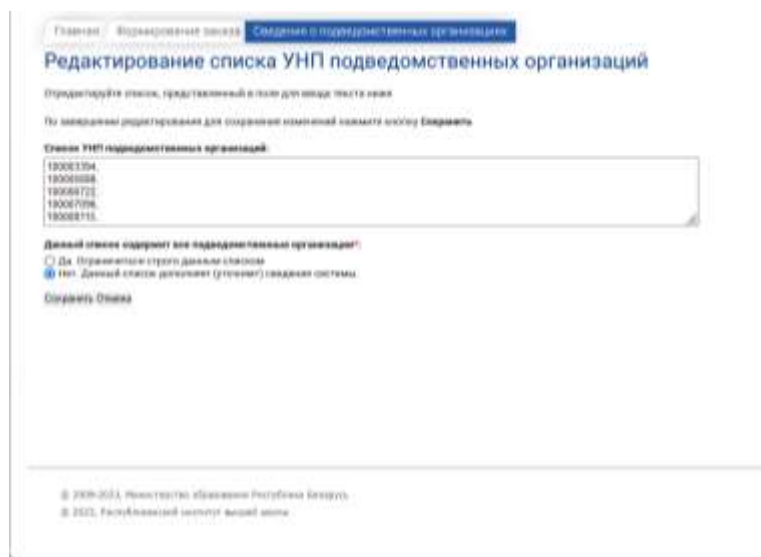 Главная Формирование заказа Сведения о подведомственных организациях
Редактирование списка УНП подведомственных организаций
Отредактируйте список, представленный в поле для ввода текста ниже
По завершении редактирования для сохранения изменений нажмите кнопку Сохранить
Список УНП подведомственных организаций:
Данный список содержит все подведомственные организации*:
Да. Ограничиться строго данным списком
Нет. Данный список дополняет (уточняет) сведения системы
Сохранить Отмена
Министерство образования Республики Беларусь
Республиканский институт высшей школы